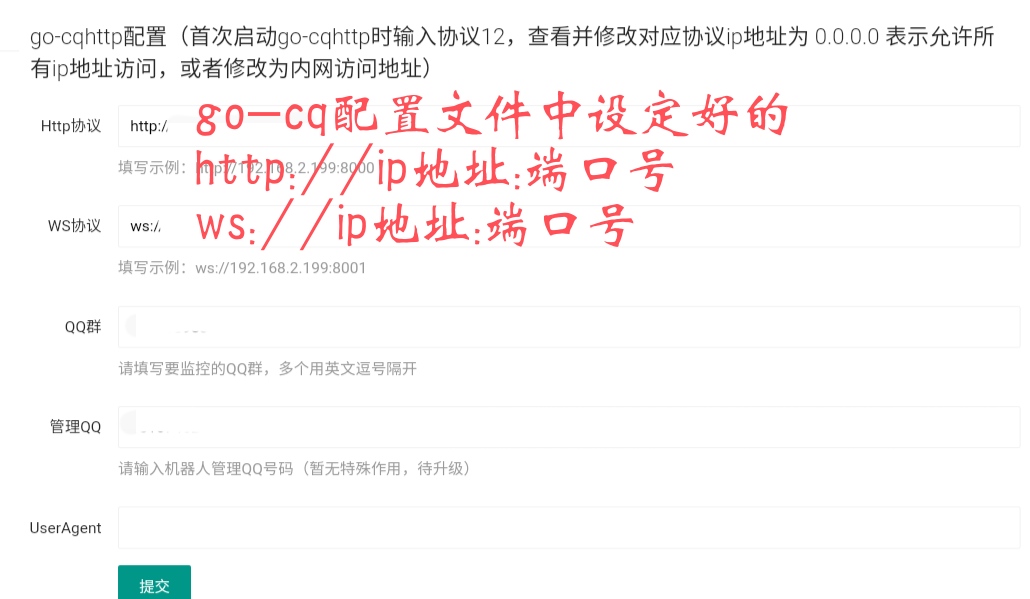 go-cqhttp配置（首次启动go-cqhttp时输入协议12，查看并修改对应协议ip地址为 0.0.0.0 表示允许所
有ip地址访问，或者修改为内网访问地址）
Http协议 http:/
go-cq配置文件中设定好的
填写示例：http://192.168.2.199:8000
http://ip地址:端口号
WS协议 ws:/
ws://ip地址:端口号
填写示例：ws://192.168.2.199:8001
QQ群
请填写要监控的QQ群，多个用英文逗号隔开
管理QQ
请输入机器人管理QQ号码（暂无特殊作用，待升级）
UserAgent
提交